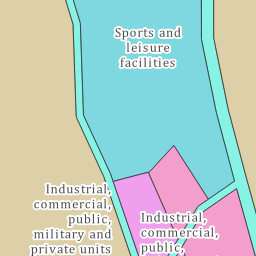 Sports and
leisure
facilities
Industrial,
commercial,
public,
military and
private units
Industrial,
commercial,
public,